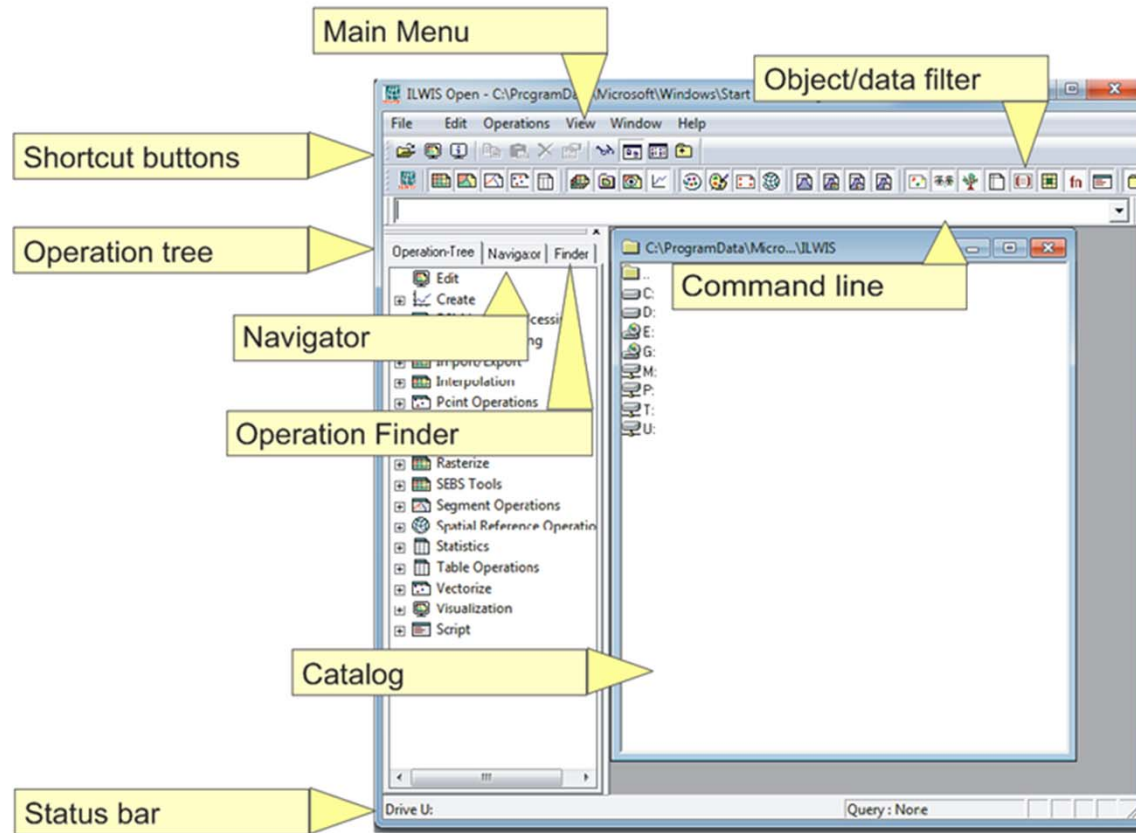 Main Menu
Object/data filter
ILWIS Open - C:\ProgramData\Microsoft\Windows\Start
File Edit Operations View Window Help
Shortcut buttons
Operation tree
Operation-Tree Navigator Finder
C:\ProgramData\Micro...\ILWIS
Command line
Edit
Create
Navigator
Import/Export
Interpolation
Point Operations
Operation Finder
Rasterize
SEBS Tools
Segment Operations
Spatial Reference Operatio
Statistics
Table Operations
Vectorize
Visualization
Script
..
C:
D:
E:
G:
M:
P:
T:
U:
fn
Catalog
Status bar
Drive U:
Query : None